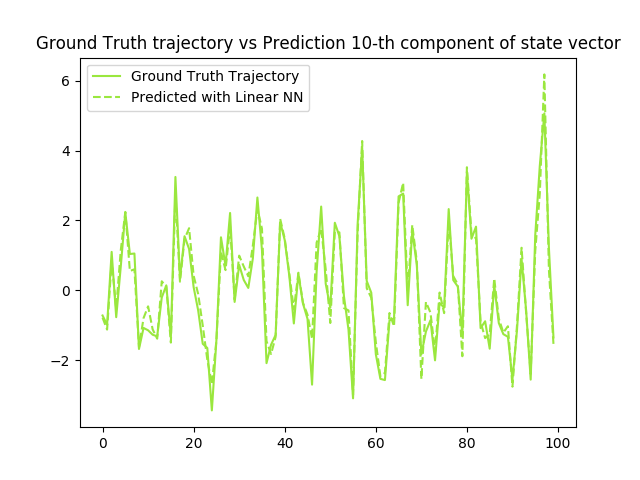 Ground Truth trajectory vs Prediction 10-th component of state vector
Ground Truth Trajectory
Predicted with Linear NN
6
4
2
0
−2
0 20 40 60 80 100